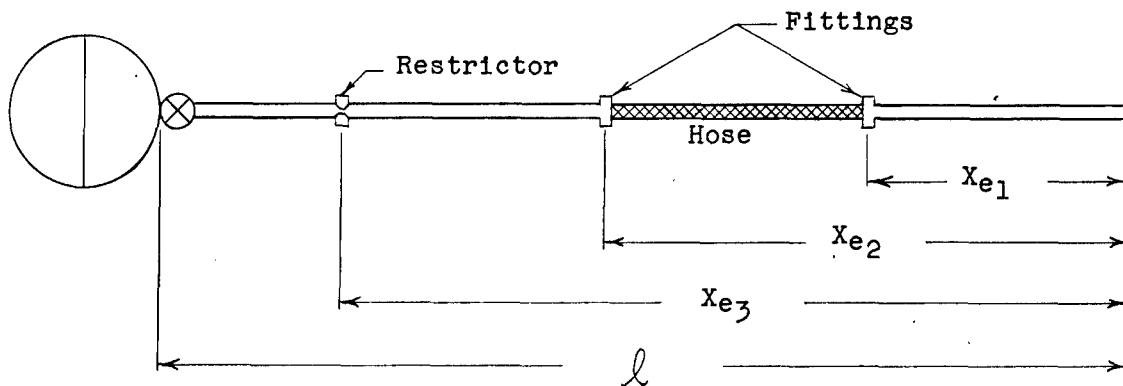 Fittings
Restrictor
Hose
Xe1
Xe2
Xe3
ℓ